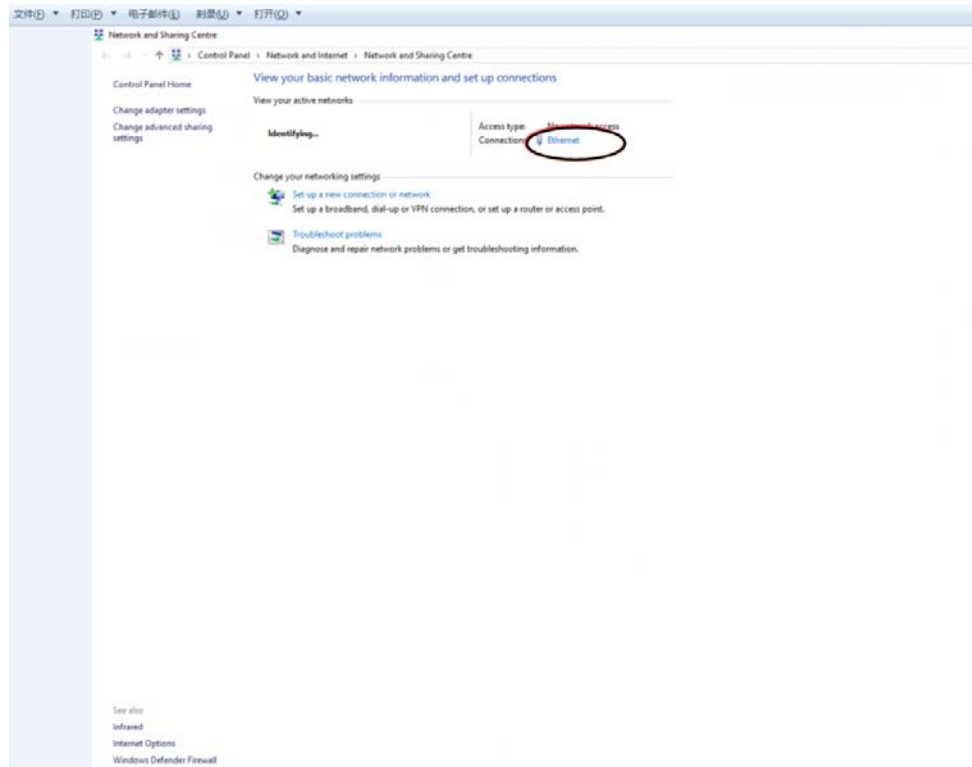 文件(F) 打印(P) 电子邮件(E) 刻录(U) 打开(O)
Network and Sharing Centre
Control Panel › Network and Internet › Network and Sharing Centre
Control Panel Home
Change adapter settings
Change advanced sharing
settings
View your basic network information and set up connections
View your active networks
Identifying...
Access type: No network access
Connections: Ethernet
Change your networking settings
Set up a new connection or network
Set up a broadband, dial-up or VPN connection, or set up a router or access point.
Troubleshoot problems
Diagnose and repair network problems or get troubleshooting information.
See also
Infrared
Internet Options
Windows Defender Firewall